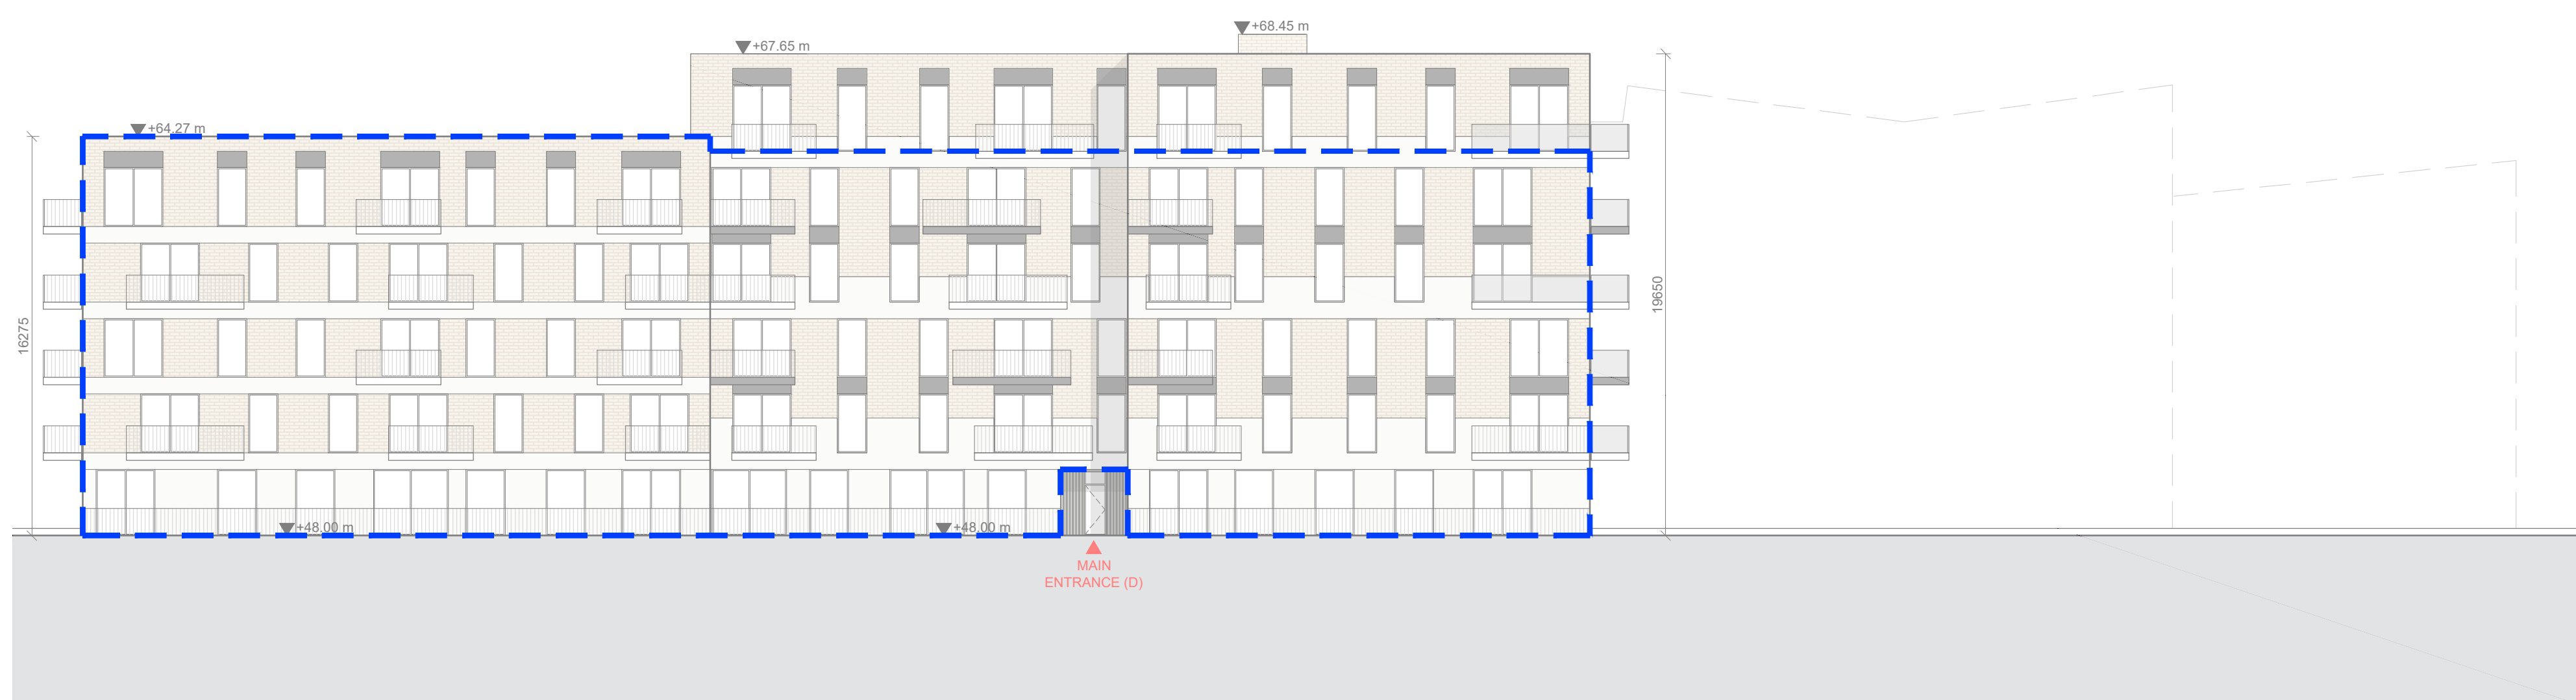 +68.45 m
+67.65 m
+64.27 m
16275
19650
+48.00 m
+48.00 m
MAIN
ENTRANCE (D)